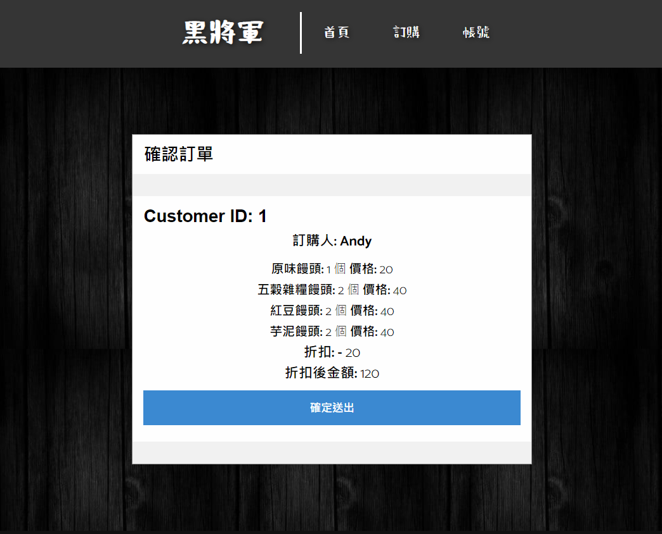 黑將軍
首頁 訂購 帳號
確認訂單
Customer ID: 1
訂購人: Andy
原味饅頭: 1 個 價格: 20
五穀雜糧饅頭: 2 個 價格: 40
紅豆饅頭: 2 個 價格: 40
芋泥饅頭: 2 個 價格: 40
折扣: - 20
折扣後金額: 120
確定送出